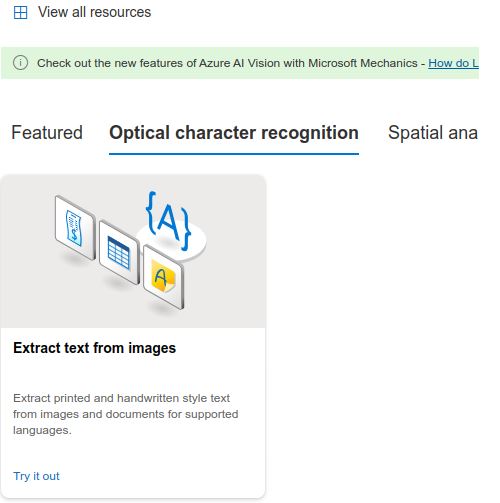 View all resources
Check out the new features of Azure AI Vision with Microsoft Mechanics - How do L
Featured Optical character recognition Spatial ana
{A}
A
Extract text from images
Extract printed and handwritten style text
from images and documents for supported
languages.
Try it out